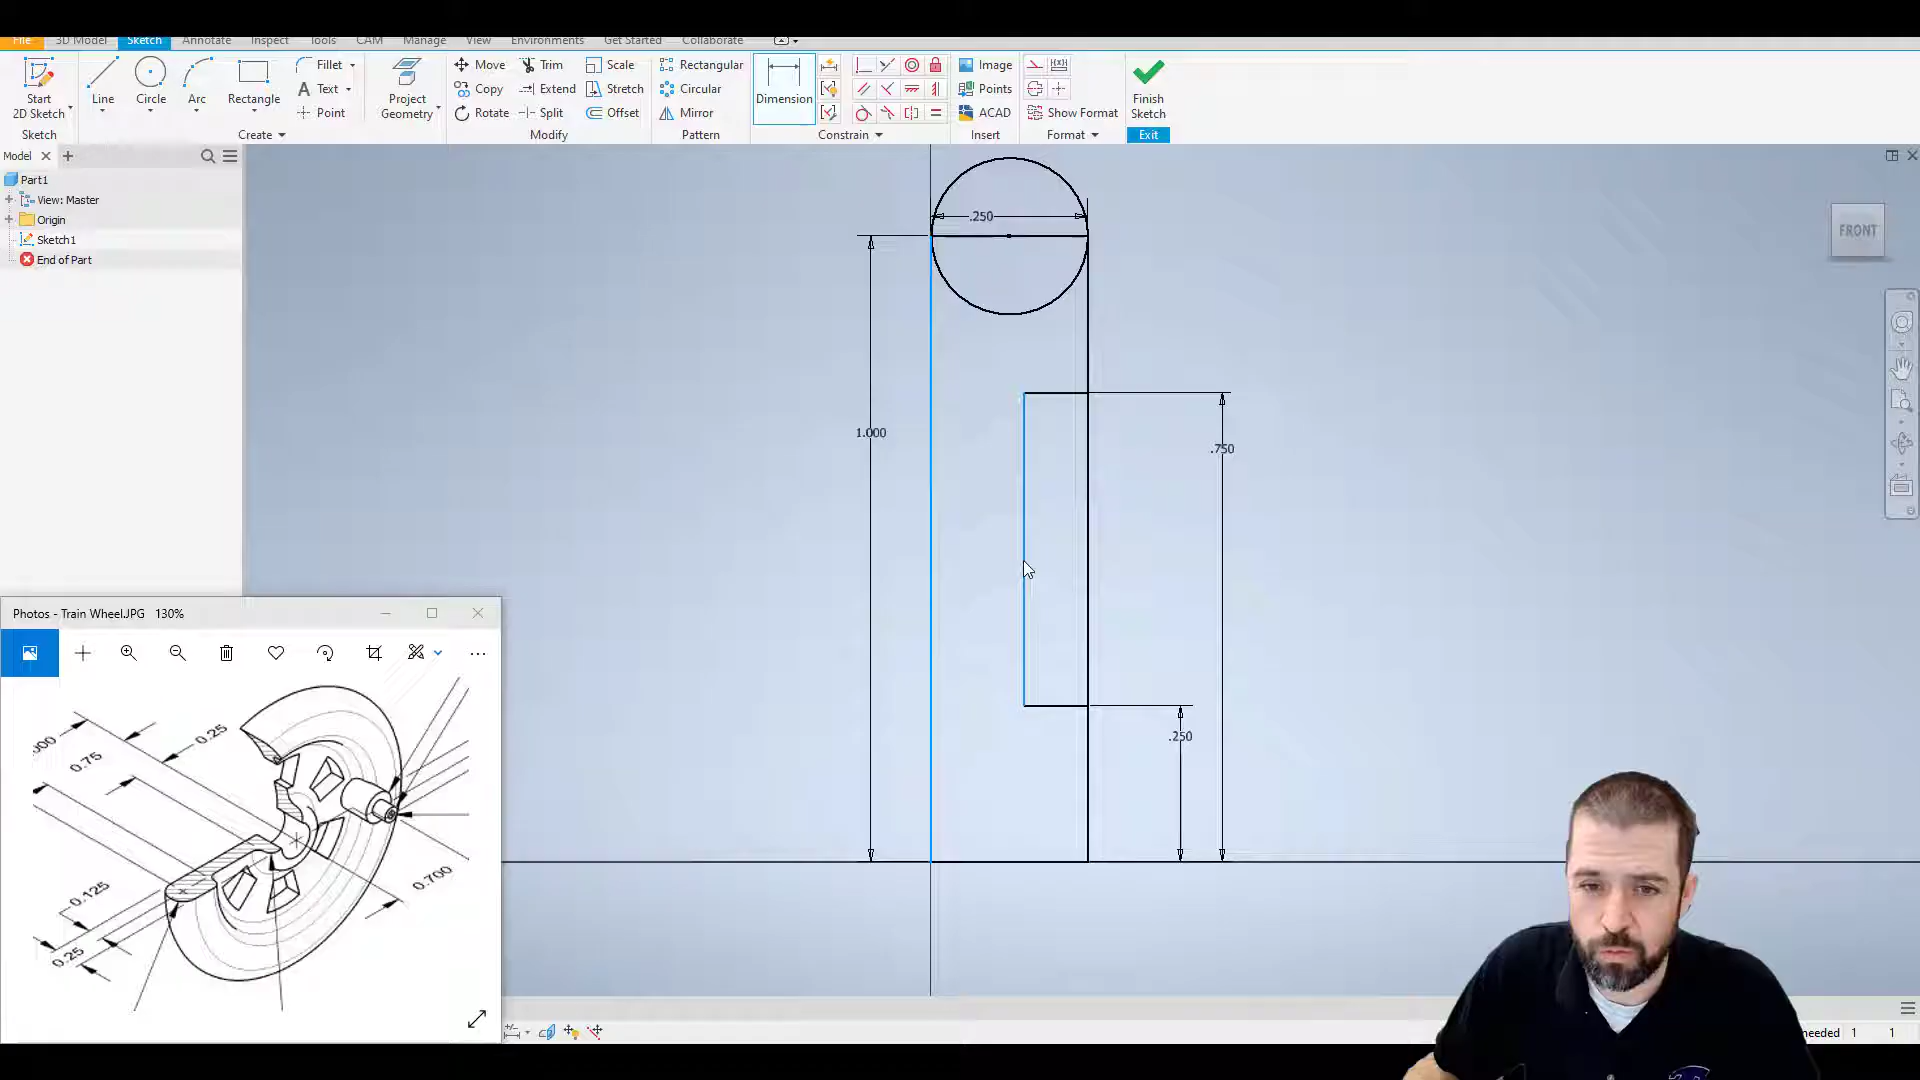 File 3D Model Sketch Annotate Inspect Tools CAM Manage View Environments Get Started Collaborate
Start
2D Sketch
Line
Circle
Arc
Rectangle
Fillet
Text
Point
Project
Geometry
Move
Copy
Rotate
Trim
Extend
Split
Scale
Stretch
Offset
Rectangular
Circular
Mirror
Dimension
Image
Points
ACAD
Show Format
Finish
Sketch
Sketch
Create
Modify
Pattern
Constrain
Insert
Format
Exit
Model
Part1
View: Master
Origin
Sketch1
End of Part
FRONT
.250
1.000
.750
.250
Photos - Train Wheel.JPG 130%
0.25
.000
0.75
0.125
0.25
0.700
needed 1 1